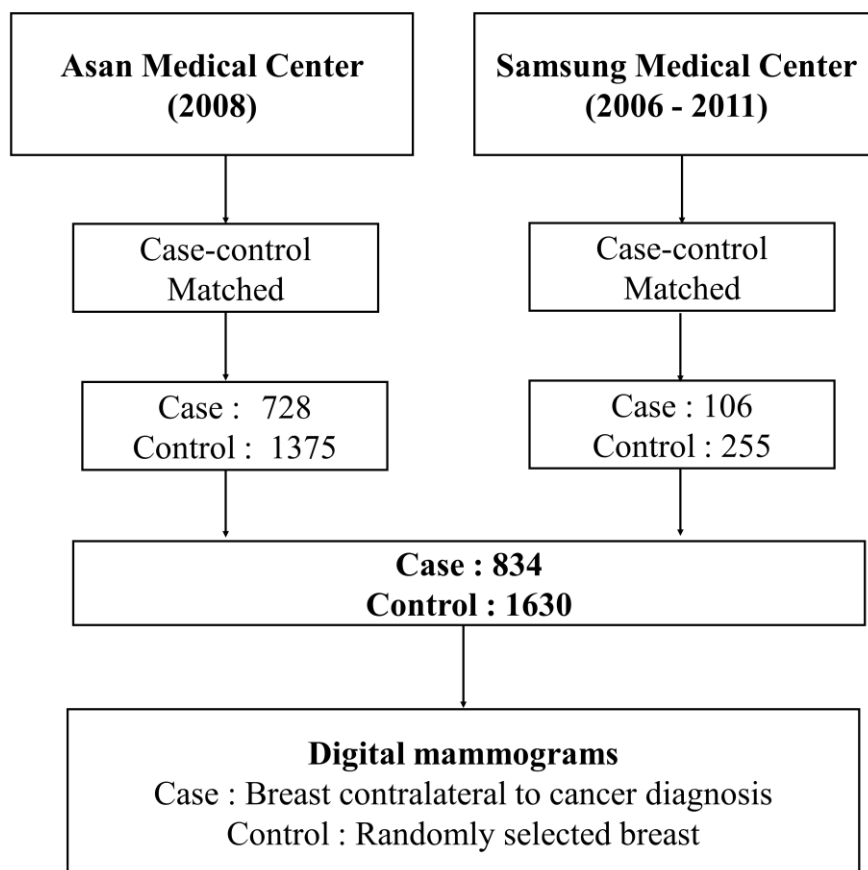 Asan Medical Center
(2008)
Samsung Medical Center
(2006 - 2011)
Case-control
Matched
Case-control
Matched
Case : 728
Control : 1375
Case : 106
Control : 255
Case : 834
Control : 1630
Digital mammograms
Case : Breast contralateral to cancer diagnosis
Control : Randomly selected breast